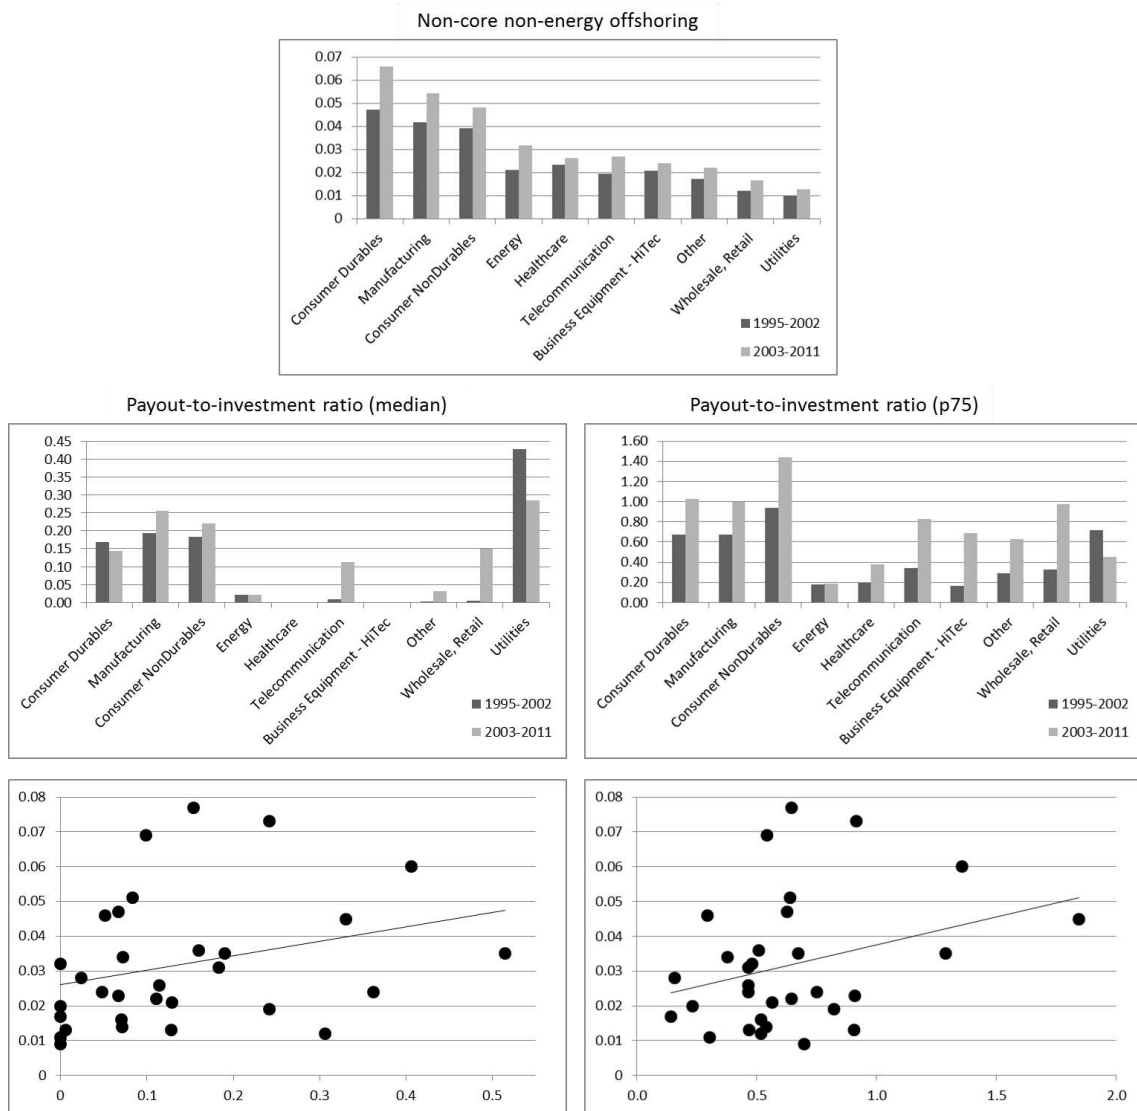 Non-core non-energy offshoring
0.07
0.06
0.05
0.04
0.03
0.02
0.01
0
Consumer Durables
Manufacturing
Consumer NonDurables
Energy
Healthcare
Telecommunication
Business Equipment - HiTec
Other
Wholesale, Retail
Utilities
1995-2002
2003-2011
Payout-to-investment ratio (median)
0.45
0.40
0.35
0.30
0.25
0.20
0.15
0.10
0.05
0.00
Consumer Durables
Manufacturing
Consumer NonDurables
Energy
Healthcare
Telecommunication
Business Equipment - HiTec
Other
Wholesale, Retail
Utilities
1995-2002
2003-2011
Payout-to-investment ratio (p75)
1.60
1.40
1.20
1.00
0.80
0.60
0.40
0.20
0.00
Consumer Durables
Manufacturing
Consumer NonDurables
Energy
Healthcare
Telecommunication
Business Equipment - HiTec
Other
Wholesale, Retail
Utilities
1995-2002
2003-2011
0.08
0.07
0.06
0.05
0.04
0.03
0.02
0.01
0
0 0.1 0.2 0.3 0.4 0.5
0.08
0.07
0.06
0.05
0.04
0.03
0.02
0.01
0
0.0 0.5 1.0 1.5 2.0